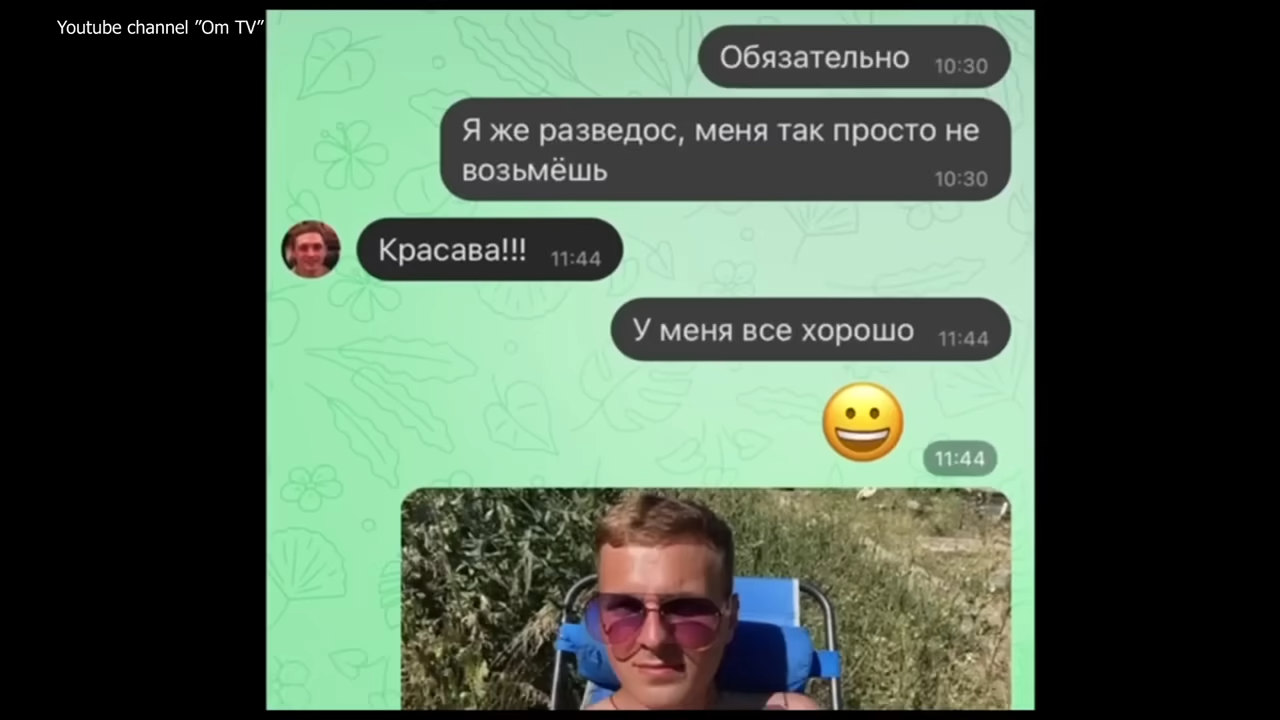 Youtube channel "Om TV"
Обязательно 10:30
Я же разведос, меня так просто не
возьмёшь 10:30
Красава!!! 11:44
У меня все хорошо 11:44
11:44